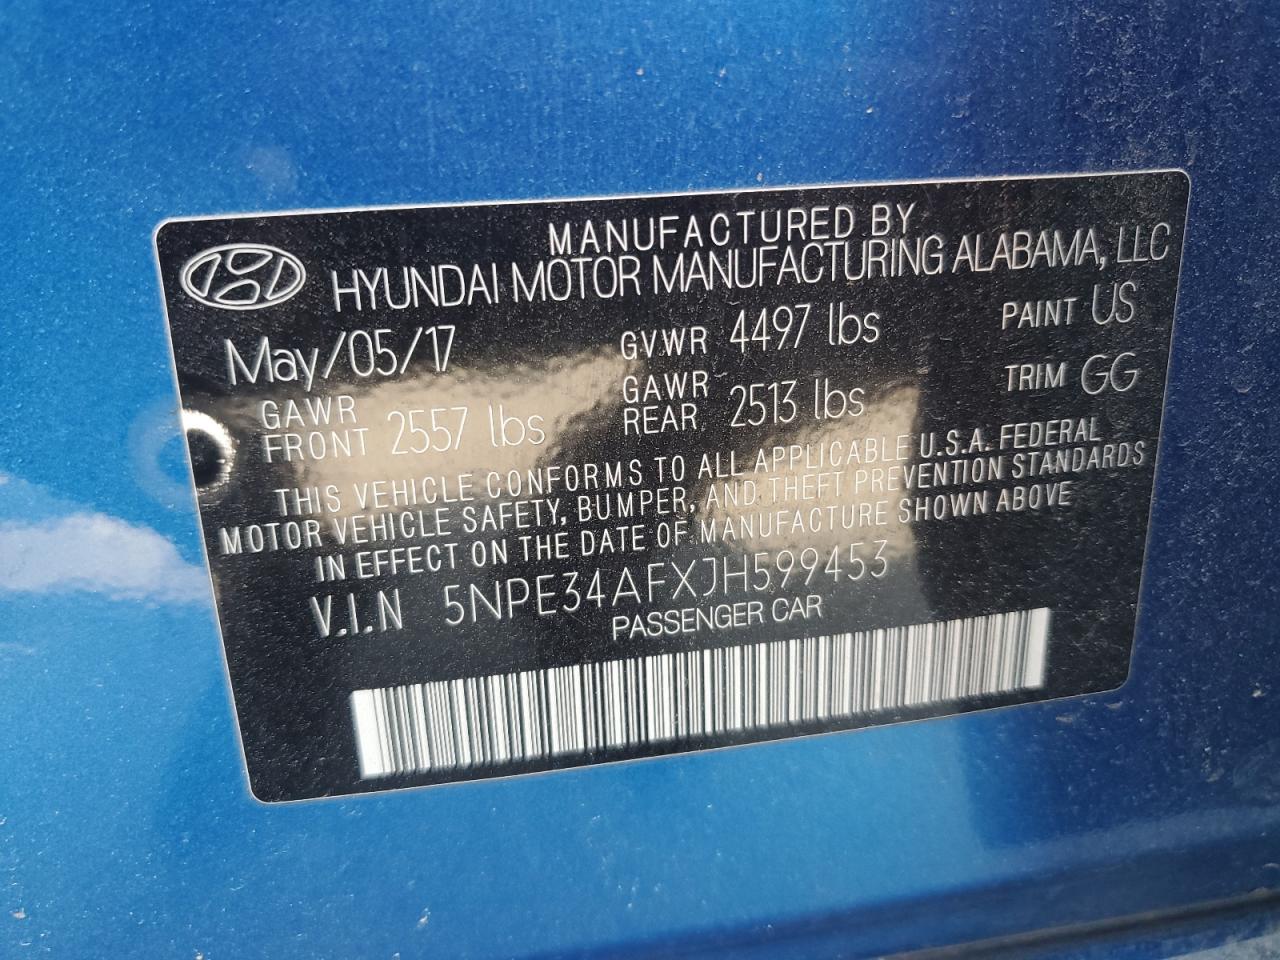 MANUFACTURED BY
HYUNDAI MOTOR MANUFACTURING ALABAMA, LLC
May/05/17 GVWR 4497 lbs PAINT US
GAWR FRONT 2557 lbs GAWR REAR 2513 lbs TRIM GG
THIS VEHICLE CONFORMS TO ALL APPLICABLE U.S.A. FEDERAL
MOTOR VEHICLE SAFETY, BUMPER, AND THEFT PREVENTION STANDARDS
IN EFFECT ON THE DATE OF MANUFACTURE SHOWN ABOVE
V.I.N 5NPE34AFXJH599453
PASSENGER CAR